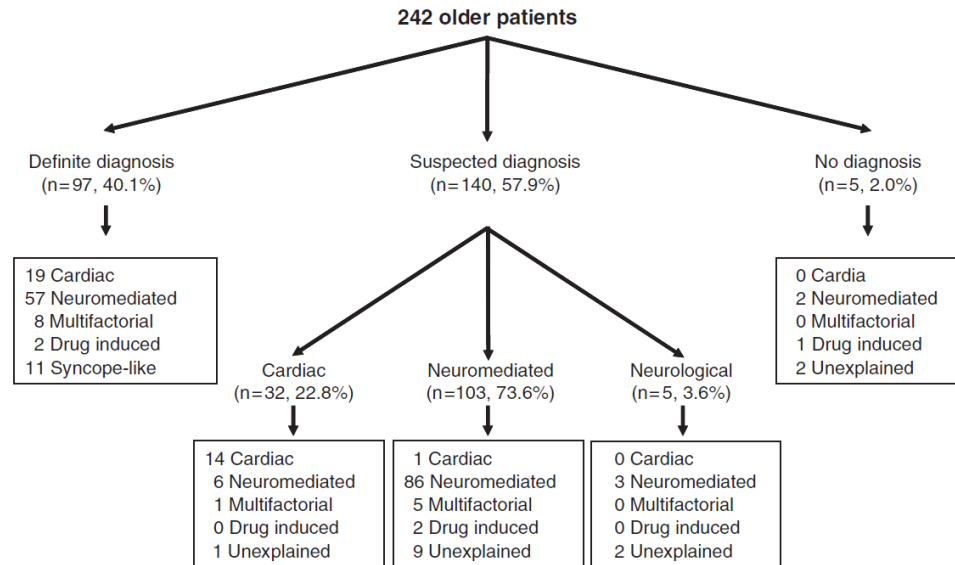 242 older patients
Definite diagnosis
(n=97, 40.1%)
Suspected diagnosis
(n=140, 57.9%)
No diagnosis
(n=5, 2.0%)
19 Cardiac
57 Neuromediated
8 Multifactorial
2 Drug induced
11 Syncope-like
0 Cardia
2 Neuromediated
0 Multifactorial
1 Drug induced
2 Unexplained
Cardiac
(n=32, 22.8%)
Neuromediated
(n=103, 73.6%)
Neurological
(n=5, 3.6%)
14 Cardiac
6 Neuromediated
1 Multifactorial
0 Drug induced
1 Unexplained
1 Cardiac
86 Neuromediated
5 Multifactorial
2 Drug induced
9 Unexplained
0 Cardiac
3 Neuromediated
0 Multifactorial
0 Drug induced
2 Unexplained